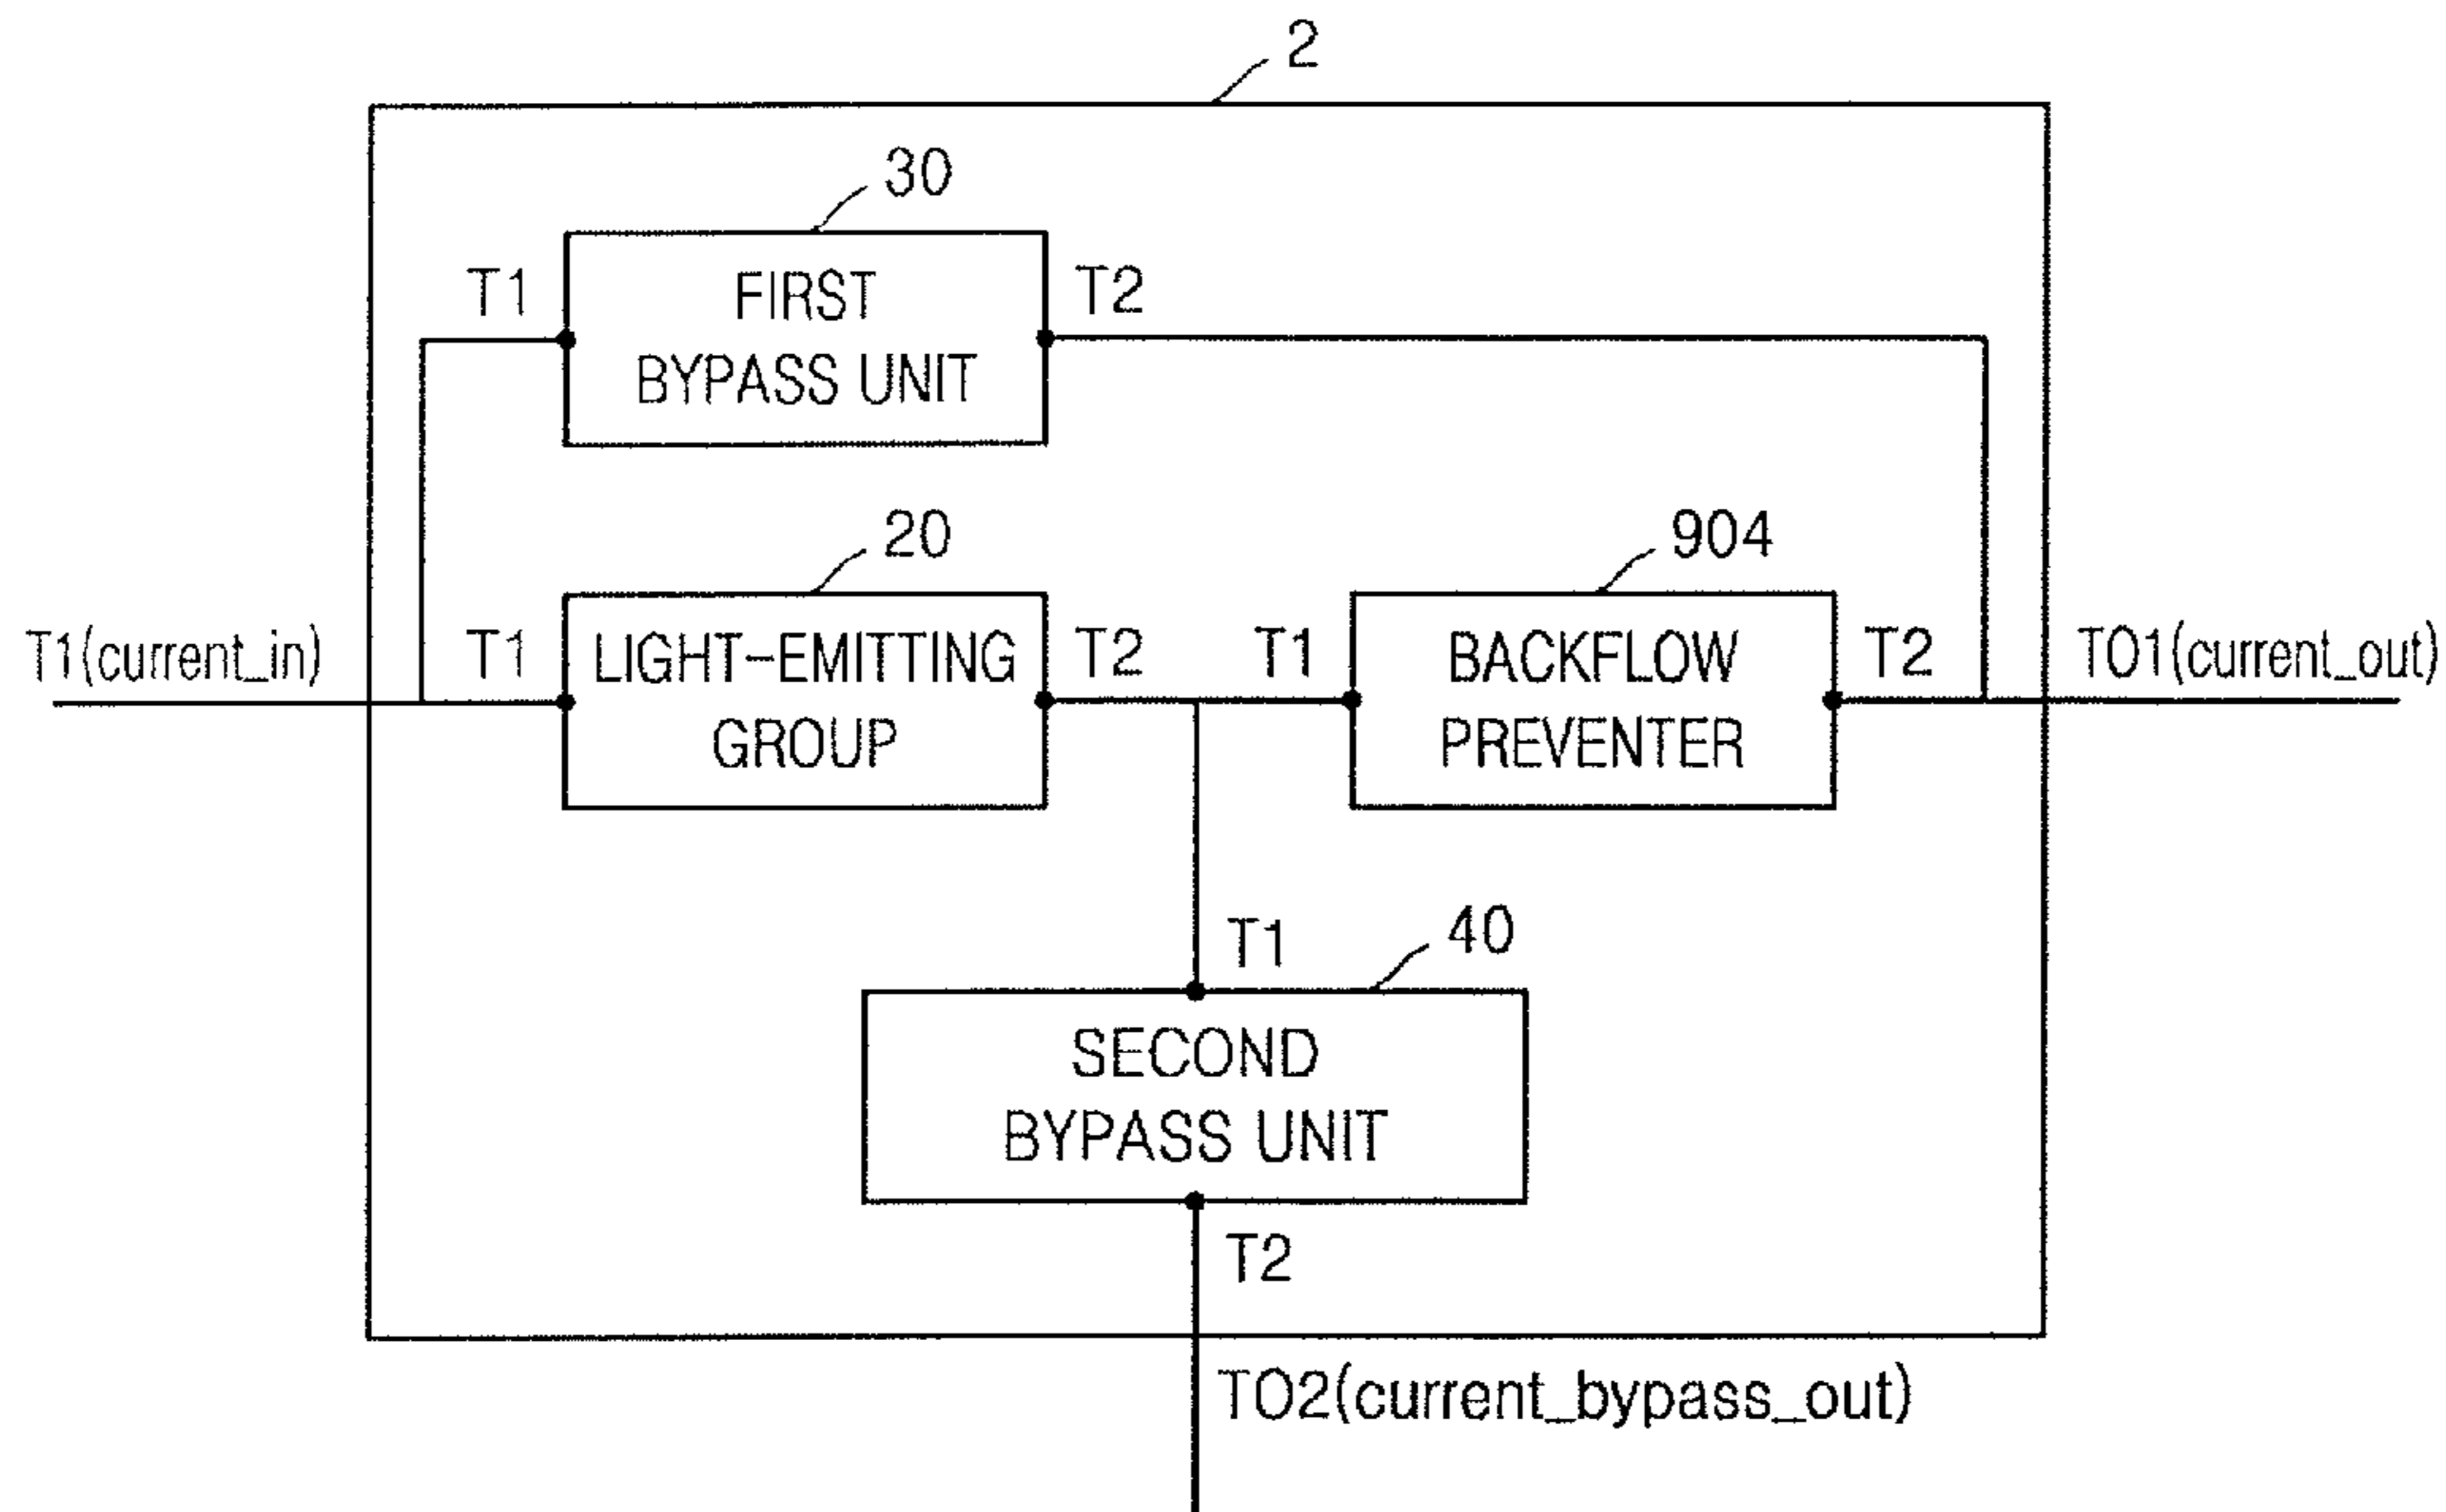 2
30
T1
FIRST
BYPASS UNIT
T2
20
904
T1(current_in)
T1
LIGHT-EMITTING
GROUP
T2
T1
BACKFLOW
PREVENTER
T2
TO1(current_out)
T1
40
SECOND
BYPASS UNIT
T2
TO2(current_bypass_out)